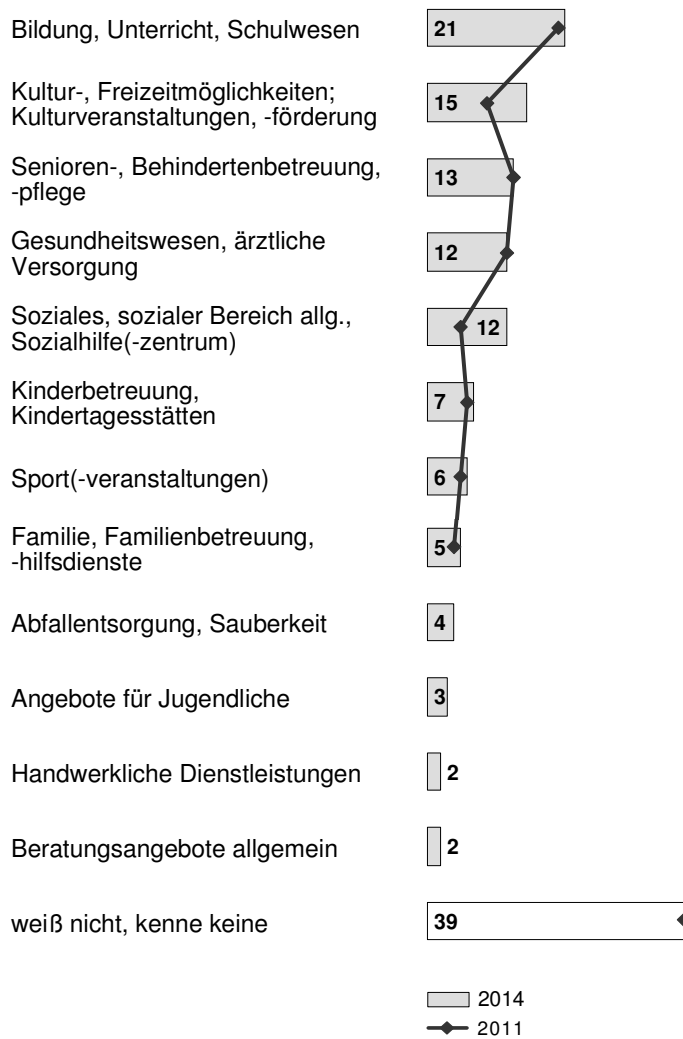 Bildung, Unterricht, Schulwesen 21
Kultur-, Freizeitmöglichkeiten;
Kulturveranstaltungen, -förderung 15
Senioren-, Behindertenbetreuung,
-pflege 13
Gesundheitswesen, ärztliche
Versorgung 12
Soziales, sozialer Bereich allg.,
Sozialhilfe(-zentrum) 12
Kinderbetreuung,
Kindertagesstätten 7
Sport(-veranstaltungen) 6
Familie, Familienbetreuung,
-hilfsdienste 5
Abfallentsorgung, Sauberkeit 4
Angebote für Jugendliche 3
Handwerkliche Dienstleistungen 2
Beratungsangebote allgemein 2
weiß nicht, kenne keine 39
2014
2011